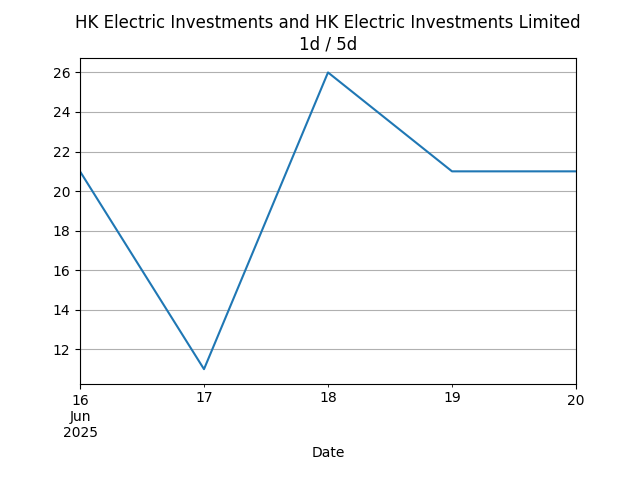 HK Electric Investments and HK Electric Investments Limited
1d / 5d
26
24
22
20
18
16
14
12
16 17 18 19 20
Jun
2025
Date